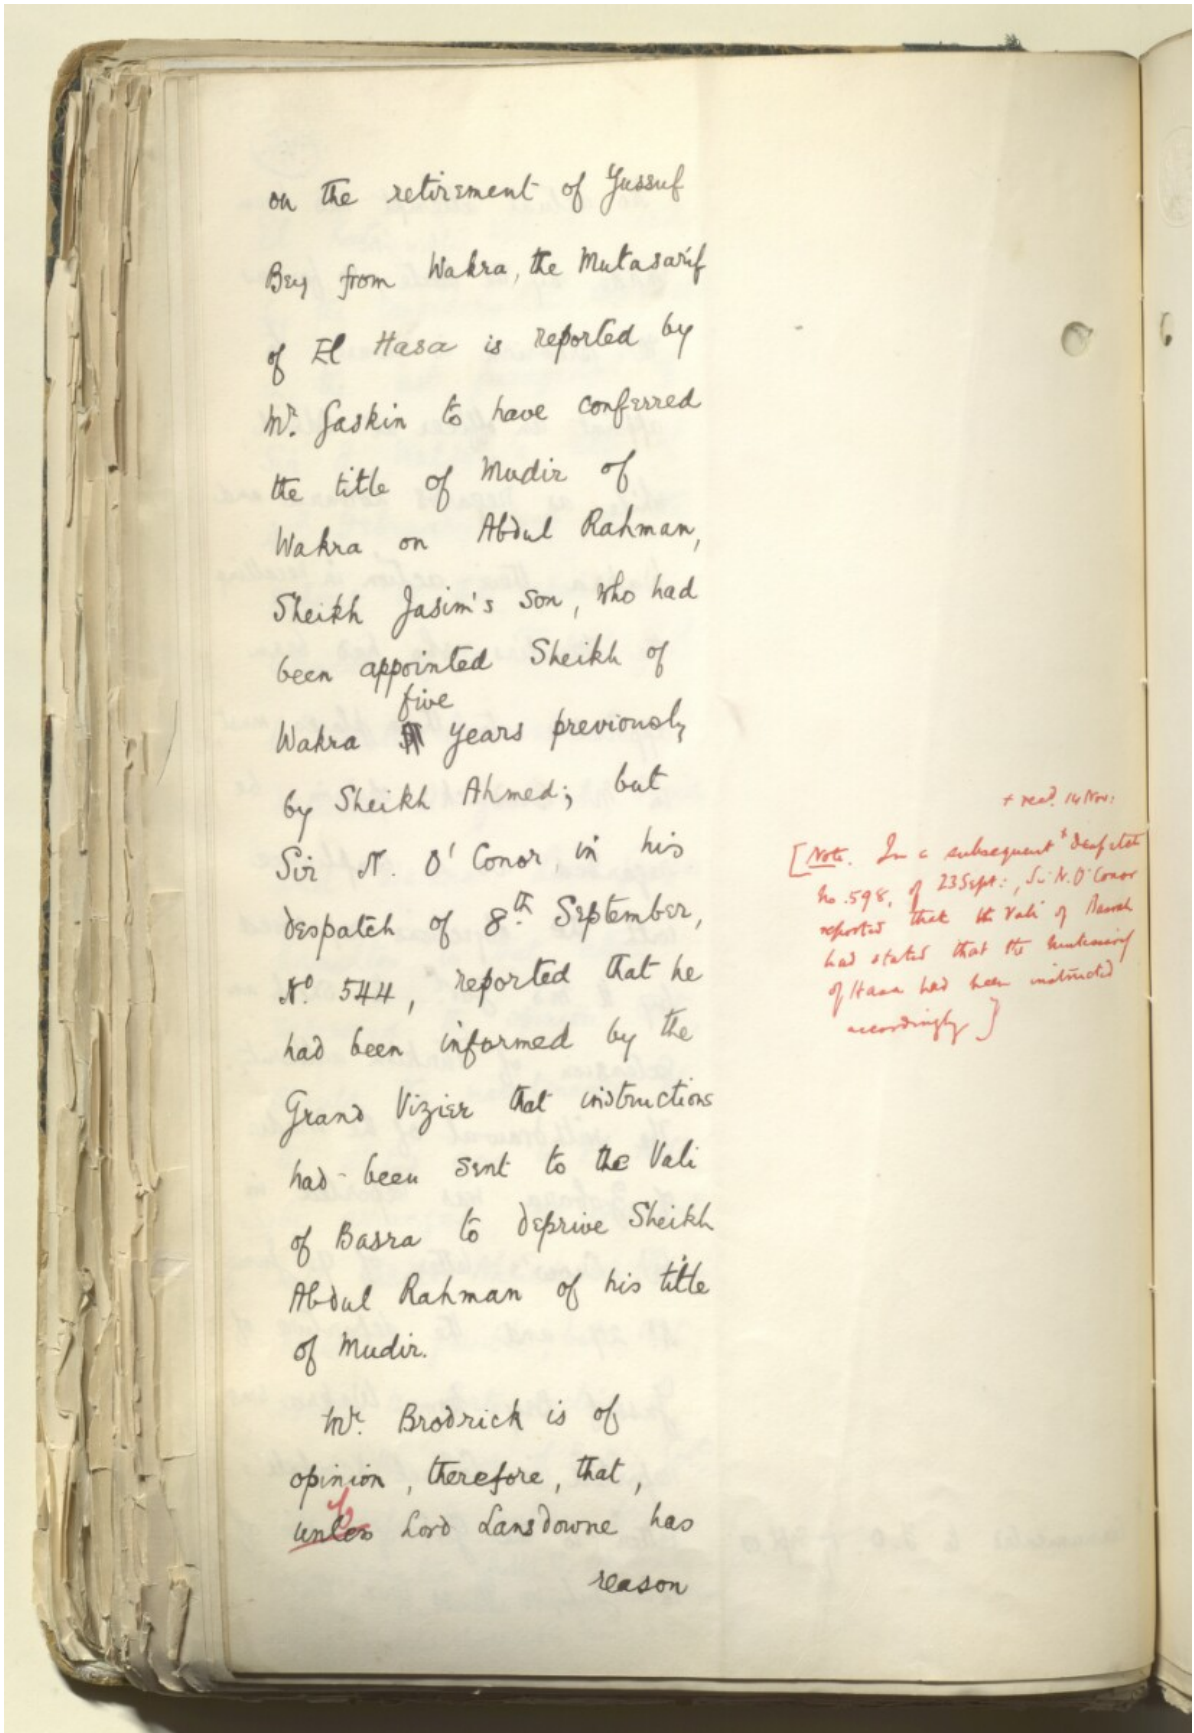 on the retirement of Yussuf
Bey from Wakra, the Mutasarif
of El Hasa is reported by
Mr. Gaskin to have conferred
the title of Mudir of
Wakra on Abdul Rahman,
Sheikh Jasim's son, who had
been appointed Sheikh of
five
Wakra years previously
by Sheikh Ahmed; but
Sir N. O'Conor, in his
despatch of 8th September,
No. 544, reported that he
had been informed by the
Grand Vizier that instructions
had been sent to the Vali
of Basra to deprive Sheikh
Abdul Rahman of his title
of Mudir.
Mr. Brodrick is of
opinion, therefore, that,
unless Lord Lansdowne has
reason
+ recd. 14 Nov:
[Note. In a subsequent + despatch
No. 598, of 23 Sept:, Sir N. O'Conor
reported that the Vali of Basrah
had stated that the Mutessarif
of Hasa had been instructed
accordingly]